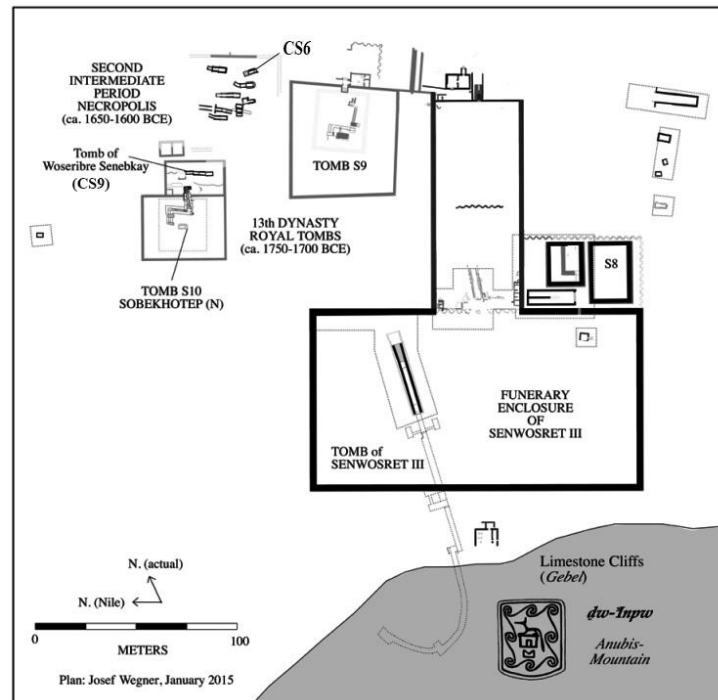 CS6
SECOND
INTERMEDIATE
PERIOD
NECROPOLIS
(ca. 1650-1600 BCE)
Tomb of
Woseribre Senebkay
(CS9)
TOMB S9
13th DYNASTY
ROYAL TOMBS
(ca. 1750-1700 BCE)
TOMB S10
SOBEKHOTEP (N)
S8
FUNERARY
ENCLOSURE
OF
SENWOSRET III
TOMB of
SENWOSRET III
N. (actual)
N. (Nile)
0
100
METERS
Plan: Josef Wegner, January 2015
Limestone Cliffs
(Gebel)
ḏw-Inpw
Anubis-
Mountain